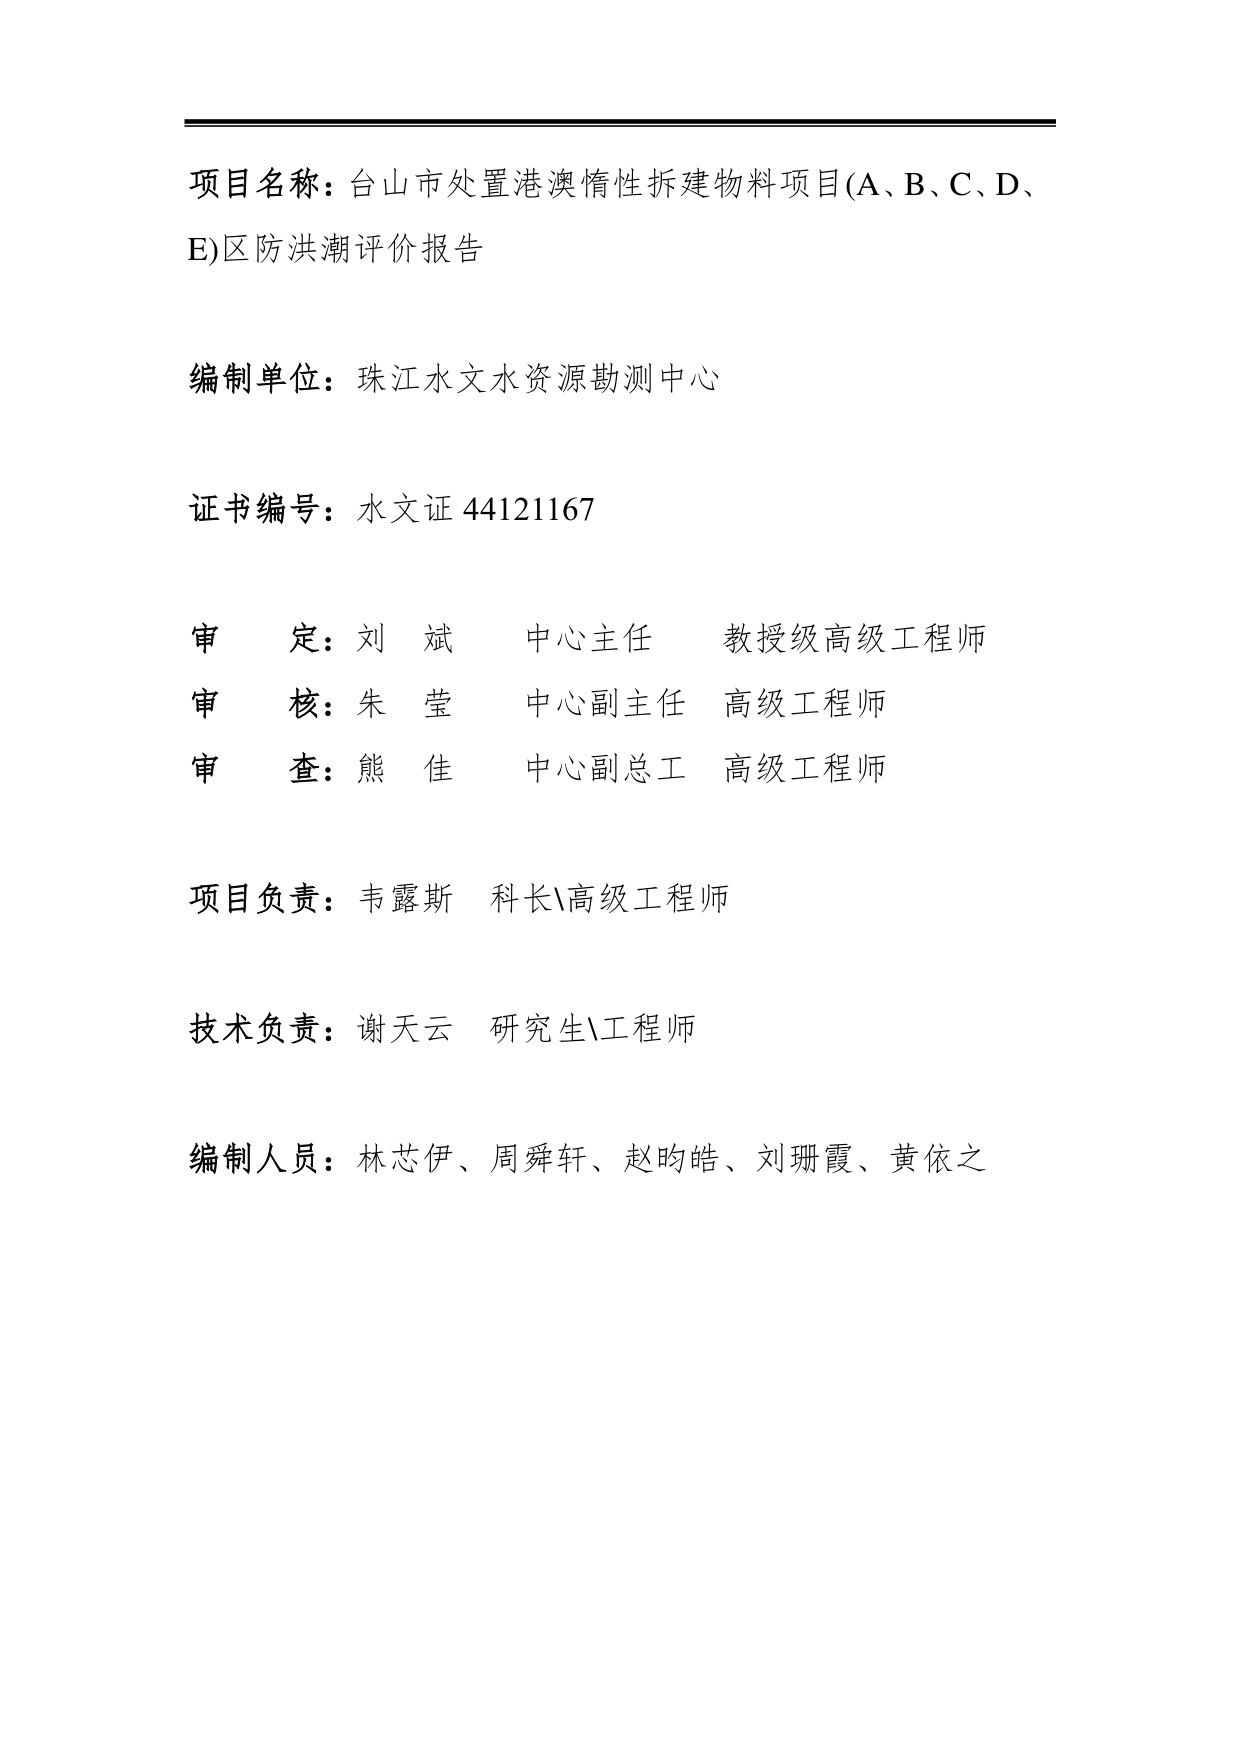 项目名称：台山市处置港澳惰性拆建物料项目(A、B、C、D、
E)区防洪潮评价报告
编制单位：珠江水文水资源勘测中心
证书编号：水文证 44121167
审　　定：刘　斌　　中心主任　　教授级高级工程师
审　　核：朱　莹　　中心副主任　高级工程师
审　　查：熊　佳　　中心副总工　高级工程师
项目负责：韦露斯　科长\高级工程师
技术负责：谢天云　研究生\工程师
编制人员：林芯伊、周舜轩、赵昀皓、刘珊霞、黄依之